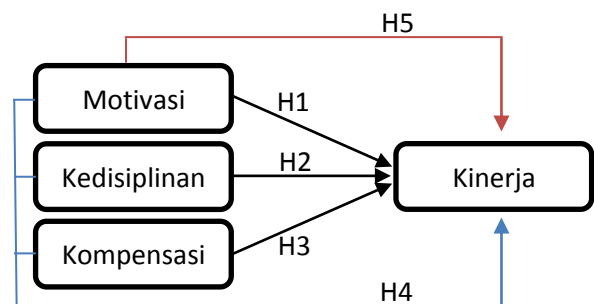 H5
Motivasi
H1
Kedisiplinan
H2
Kinerja
Kompensasi
H3
H4